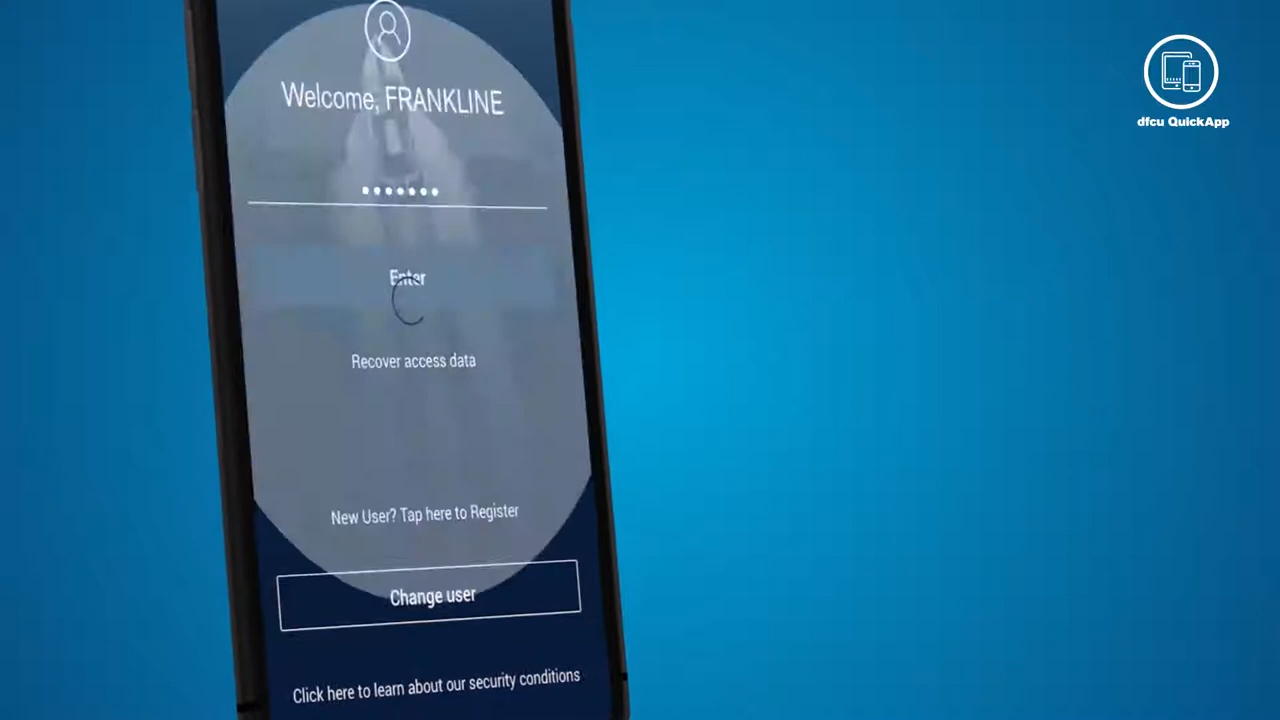 dfcu QuickApp
Welcome, FRANKLINE
Enter
Recover access data
New User? Tap here to Register
Change user
Click here to learn about our security conditions